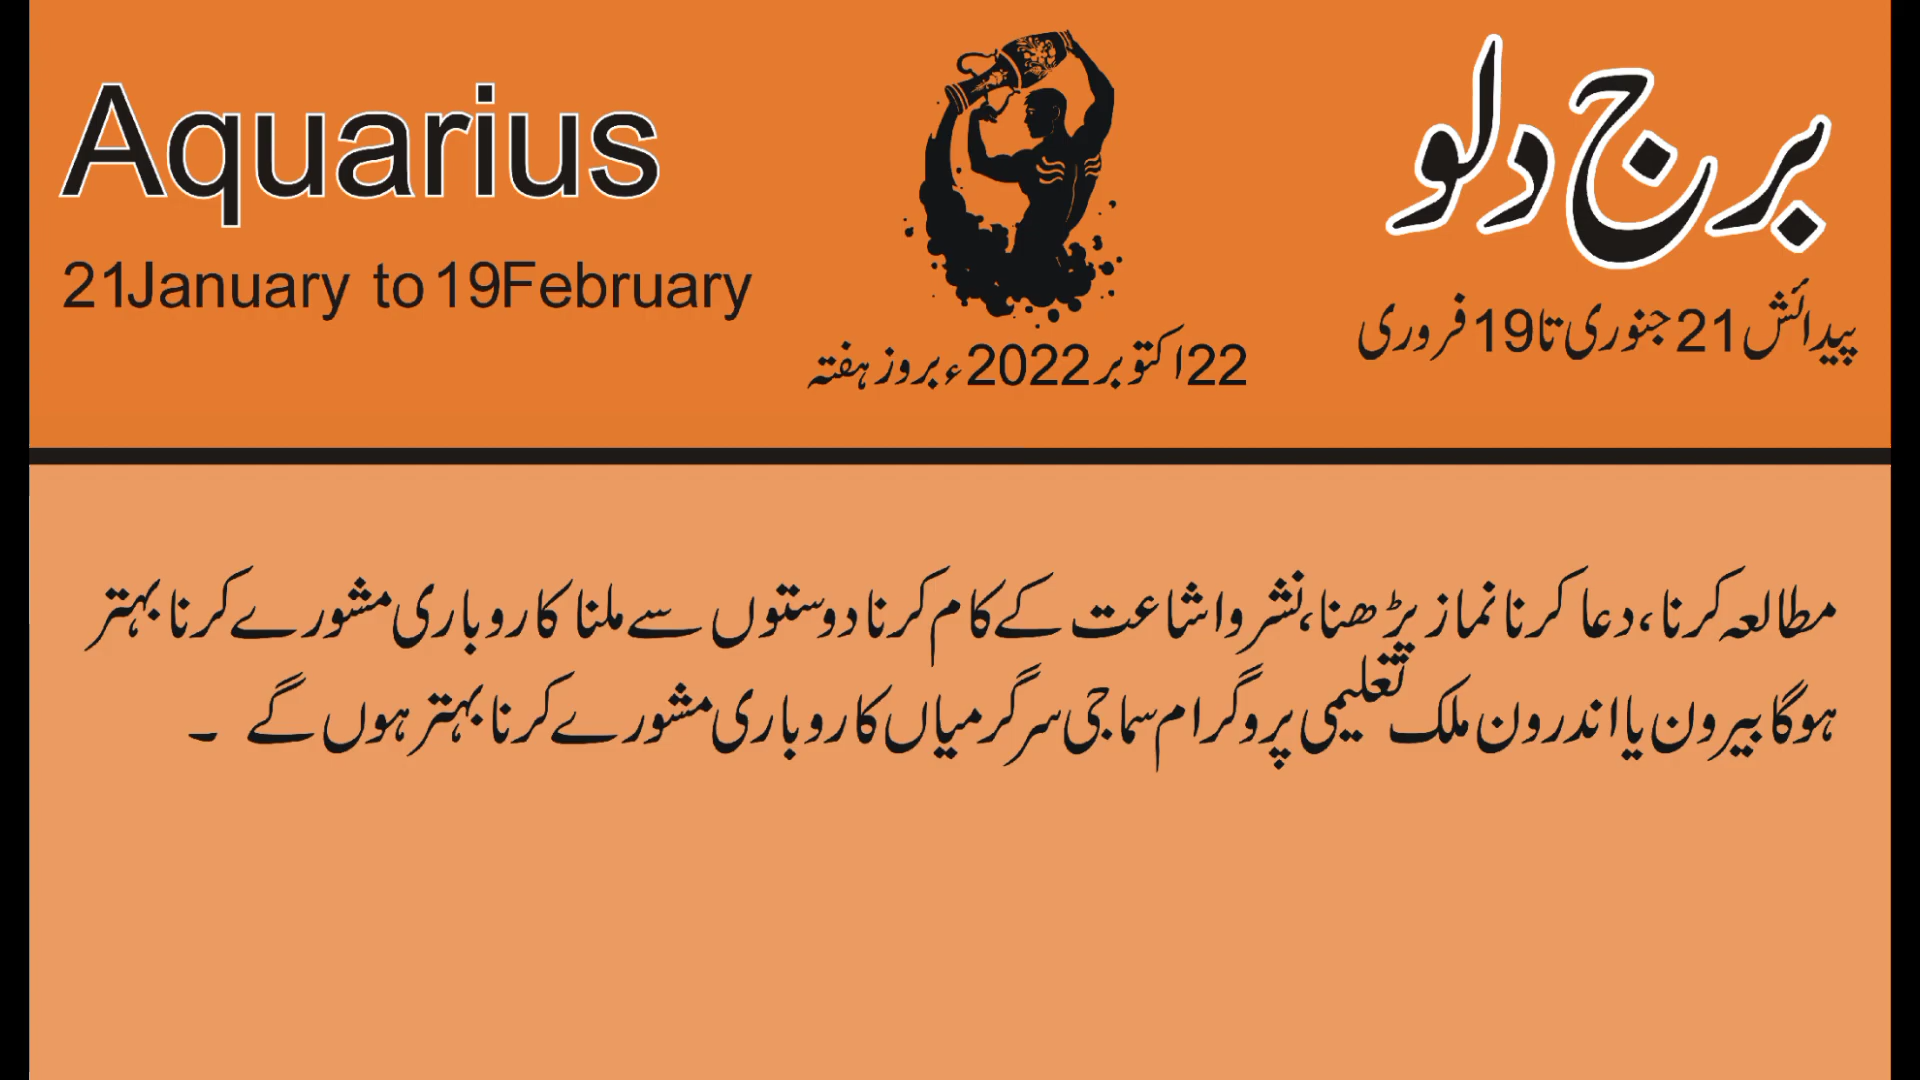 Aquarius
برج دلو
21January to 19February
پیدائش 21 جنوری تا 19 فروری
22 اکتوبر 2022ء بروز ہفتہ
مطالعہ کرنا، دعا کرنا نماز پڑھنا، نشر و اشاعت کے کام کرنا دوستوں سے ملنا کاروباری مشورے کرنا بہتر
ہوگا بیرون یا اندرون ملک تعلیمی پروگرام سماجی سرگرمیاں کاروباری مشورے کرنا بہتر ہوں گے ۔